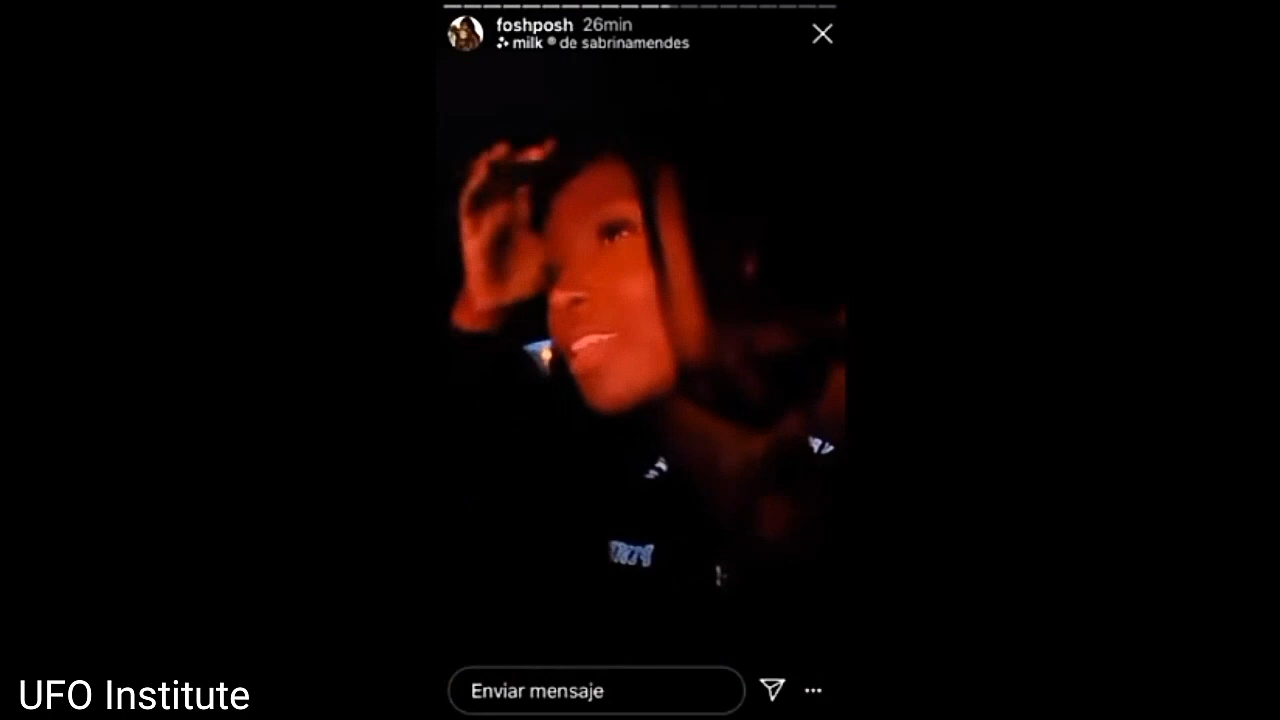 foshposh 26min
milk ® de sabrinamendes
Enviar mensaje
UFO Institute